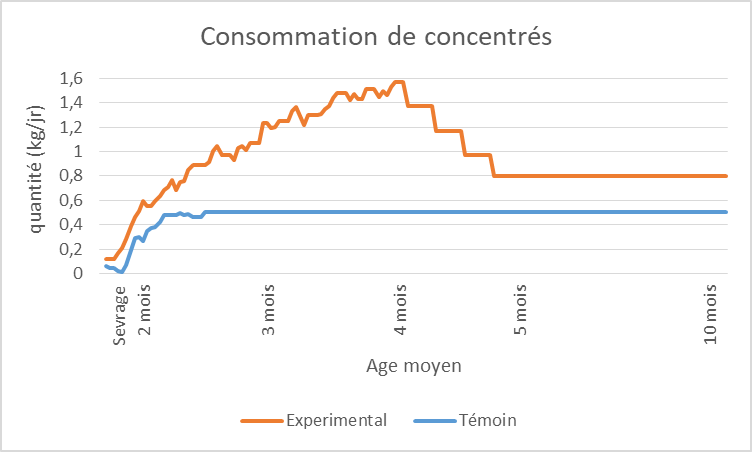 Consommation de concentrés
quantité (kg/jr)
1,6
1,4
1,2
1
0,8
0,6
0,4
0,2
0
Sevrage
2 mois
3 mois
4 mois
5 mois
10 mois
Age moyen
Experimental
Témoin